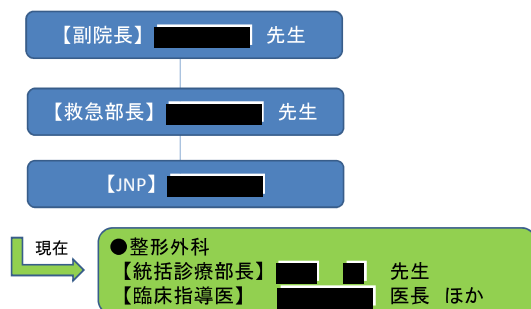 【副院長】 先生
【救急部長】 先生
【JNP】
現在
●整形外科
【統括診療部長】 先生
【臨床指導医】 医長 ほか